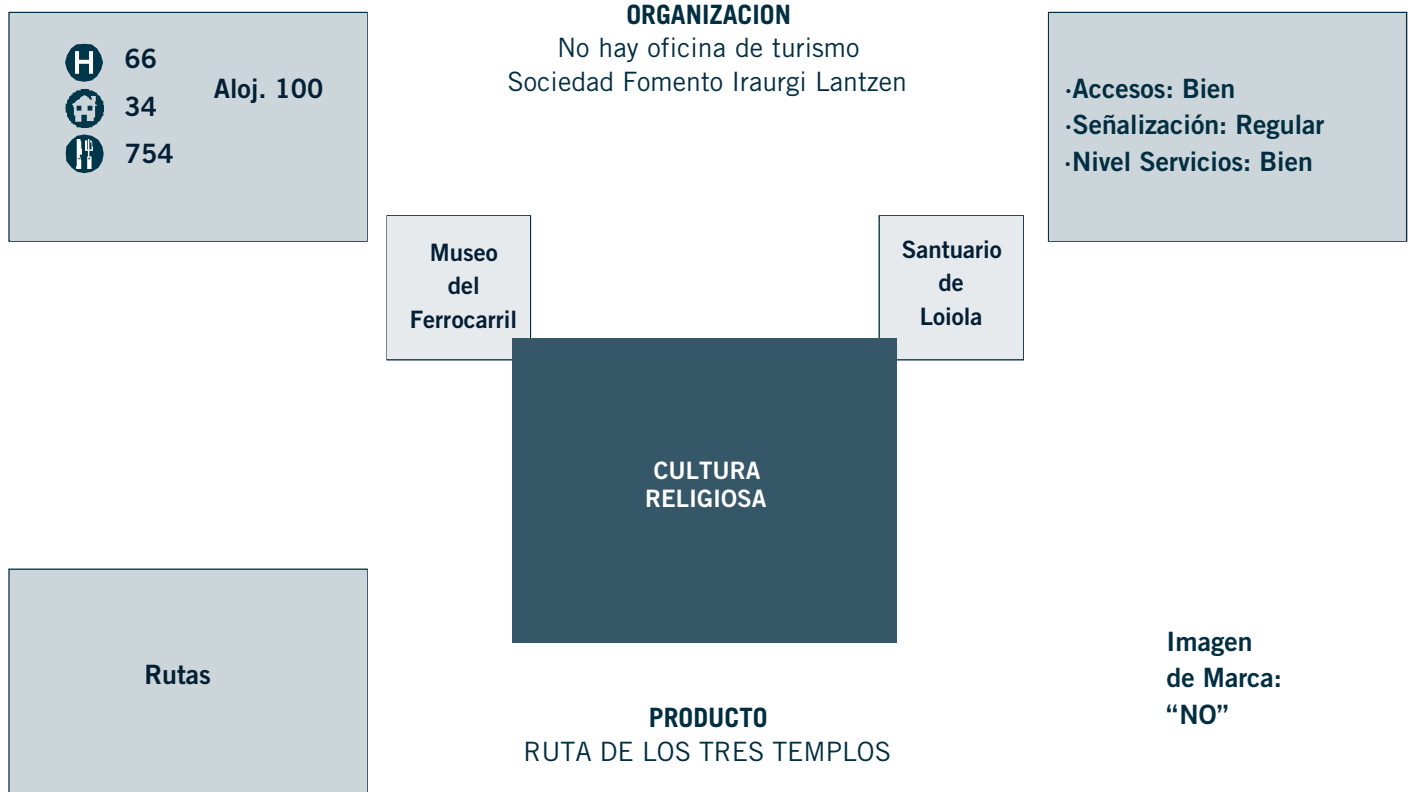 H 66
34
754
Aloj. 100
ORGANIZACION
No hay oficina de turismo
Sociedad Fomento Iraurgi Lantzen
·Accesos: Bien
·Señalización: Regular
·Nivel Servicios: Bien
Museo
del
Ferrocarril
Santuario
de
Loiola
CULTURA
RELIGIOSA
Rutas
PRODUCTO
RUTA DE LOS TRES TEMPLOS
Imagen
de Marca:
“NO”